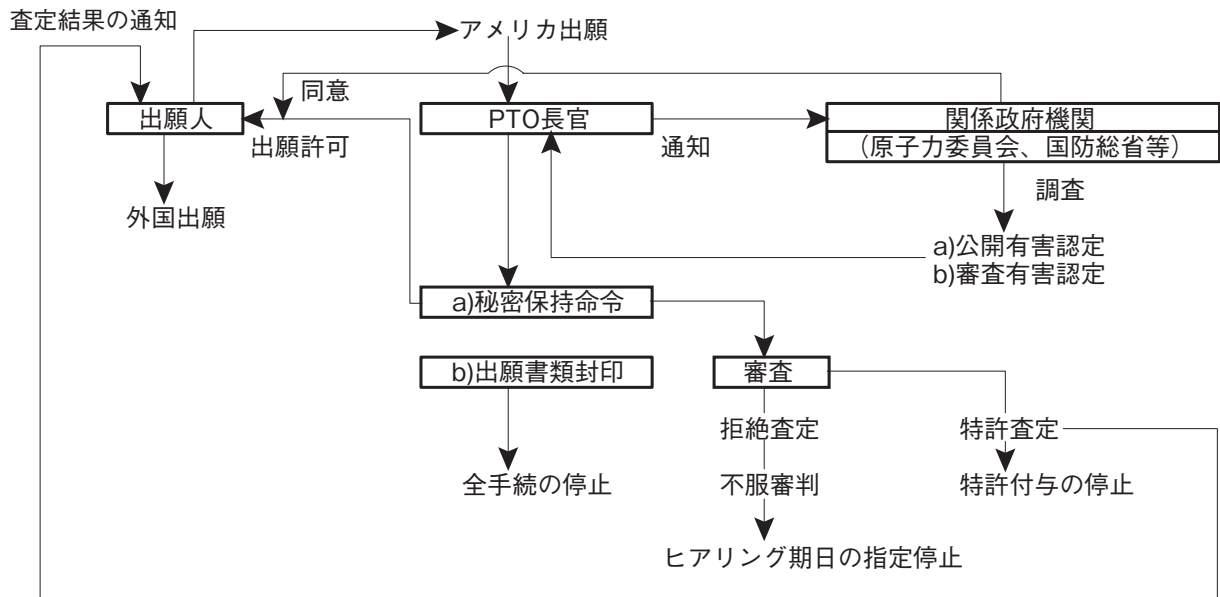 査定結果の通知
アメリカ出願
同意
出願人
PTO長官
関係政府機関
出願許可
通知
（原子力委員会、国防総省等）
調査
外国出願
a)公開有害認定
b)審査有害認定
a)秘密保持命令
b)出願書類封印
審査
拒絶査定
特許査定
全手続の停止
不服審判
特許付与の停止
ヒアリング期日の指定停止